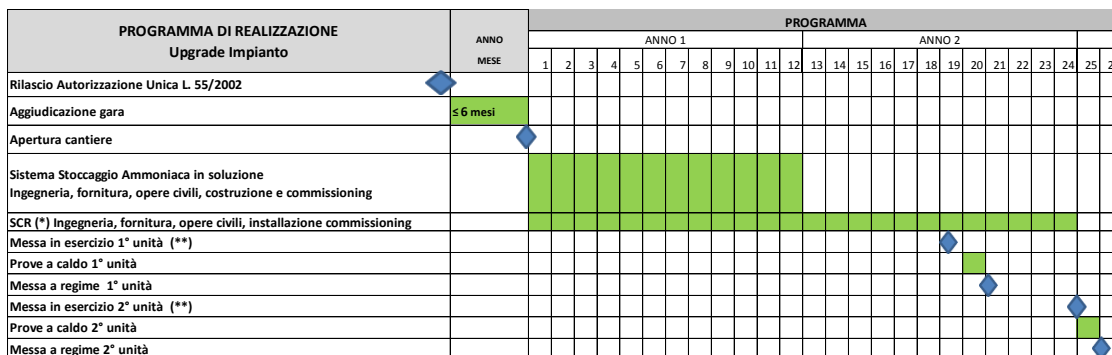 PROGRAMMA DI REALIZZAZIONE
Upgrade Impianto
ANNO
MESE
PROGRAMMA
ANNO 1
ANNO 2
1 2 3 4 5 6 7 8 9 10 11 12 13 14 15 16 17 18 19 20 21 22 23 24 25
Rilascio Autorizzazione Unica L. 55/2002
Aggiudicazione gara
≤ 6 mesi
Apertura cantiere
Sistema Stoccaggio Ammoniaca in soluzione
Ingegneria, fornitura, opere civili, costruzione e commissioning
SCR (*) Ingegneria, fornitura, opere civili, installazione commissioning
Messa in esercizio 1° unità (**)
Prove a caldo 1° unità
Messa a regime 1° unità
Messa in esercizio 2° unità (**)
Prove a caldo 2° unità
Messa a regime 2° unità